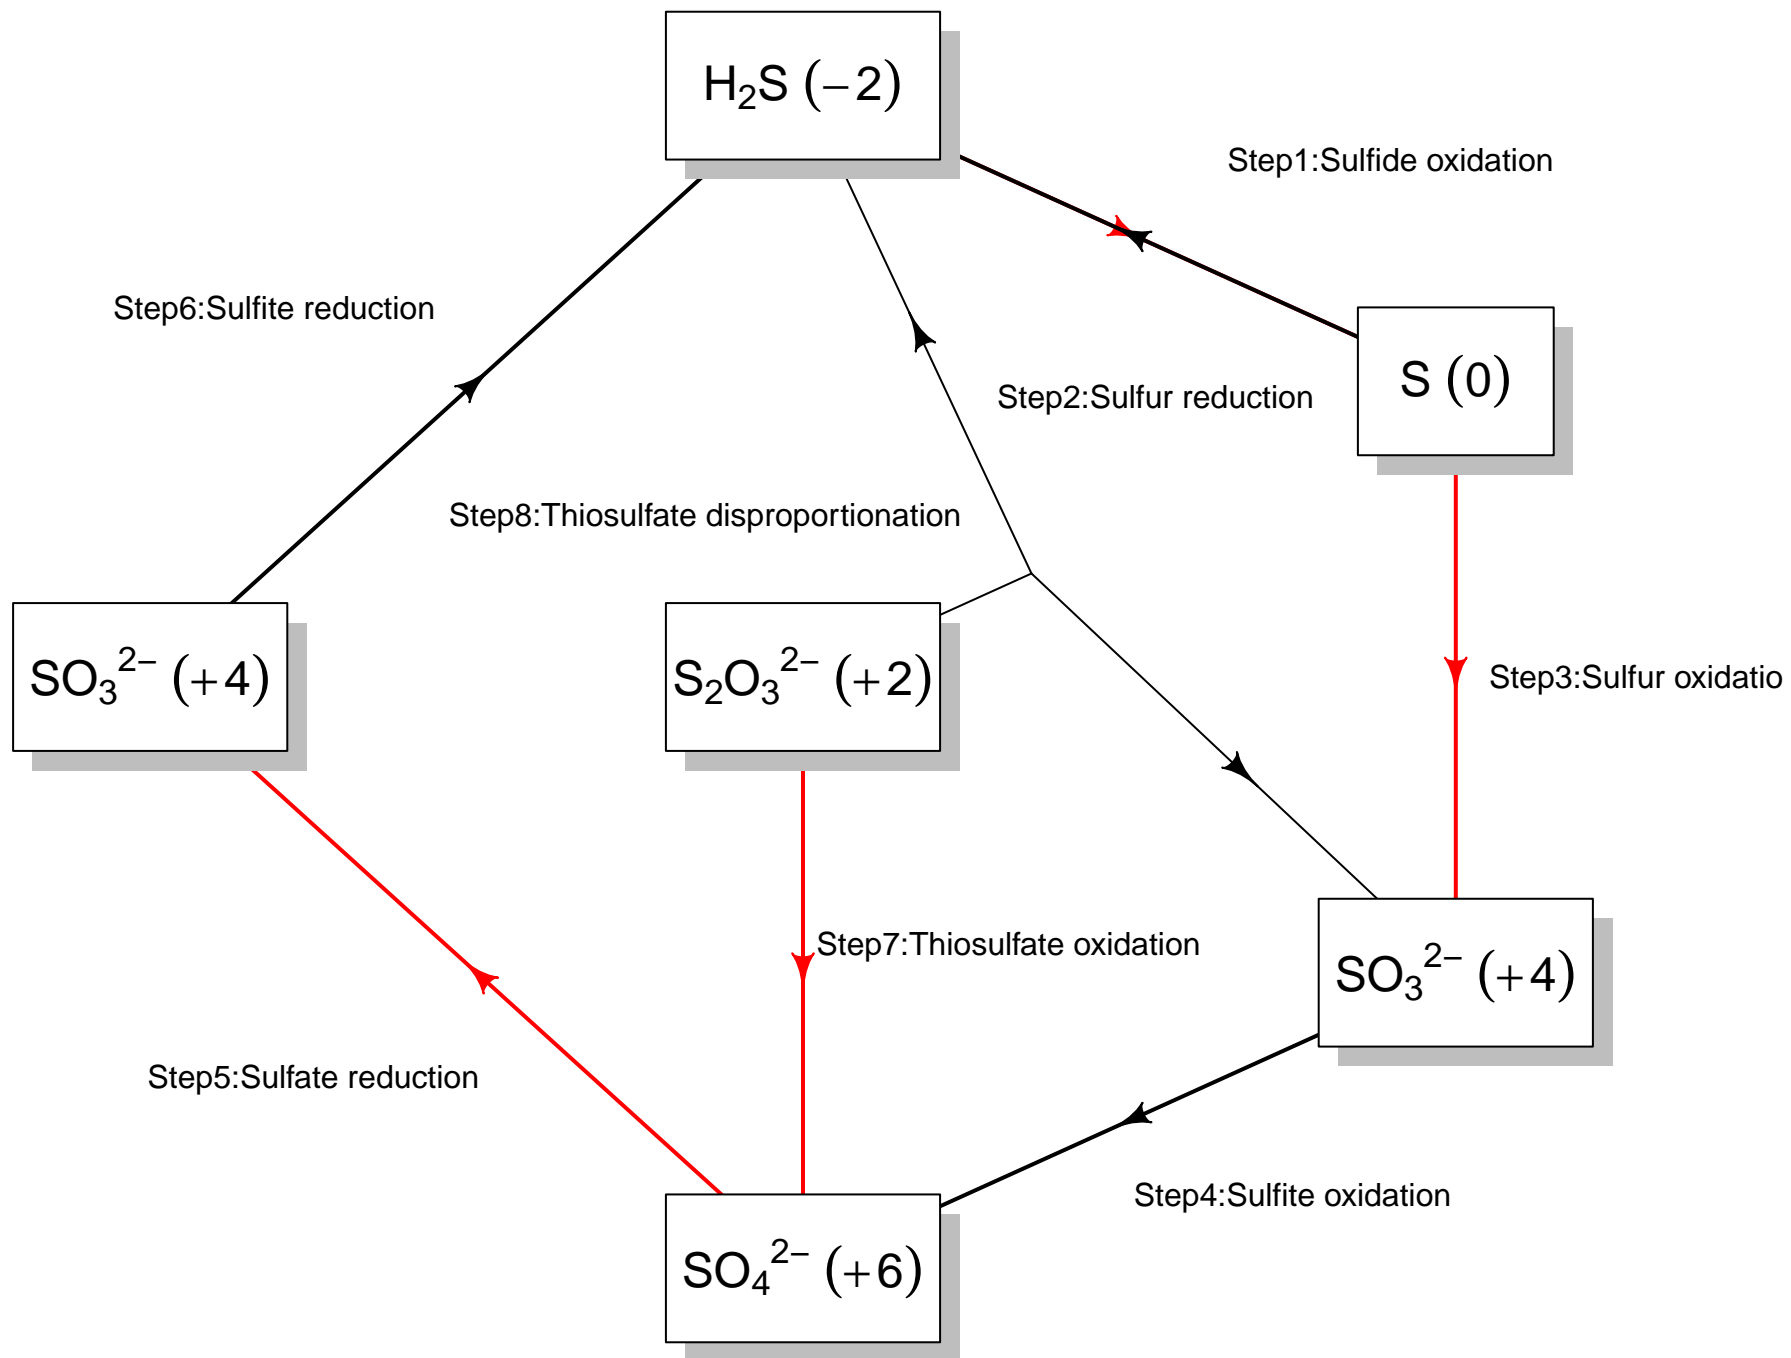 H₂S (−2)
Step1:Sulfide oxidation
Step6:Sulfite reduction
S (0)
Step2:Sulfur reduction
Step8:Thiosulfate disproportionation
SO₃²⁻ (+4)
S₂O₃²⁻ (+2)
Step3:Sulfur oxidatio
Step7:Thiosulfate oxidation
SO₃²⁻ (+4)
Step5:Sulfate reduction
Step4:Sulfite oxidation
SO₄²⁻ (+6)